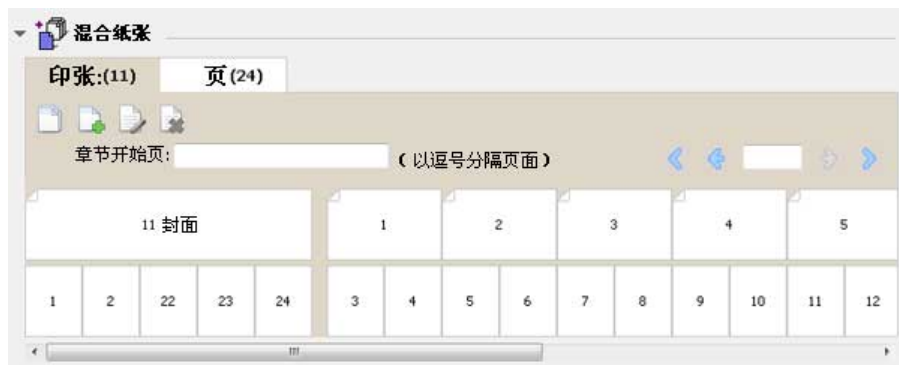 混合纸张
印张:(11) 页(24)
章节开始页: (以逗号分隔页面)
11 封面 1 2 3 4 5
1 2 22 23 24 3 4 5 6 7 8 9 10 11 12